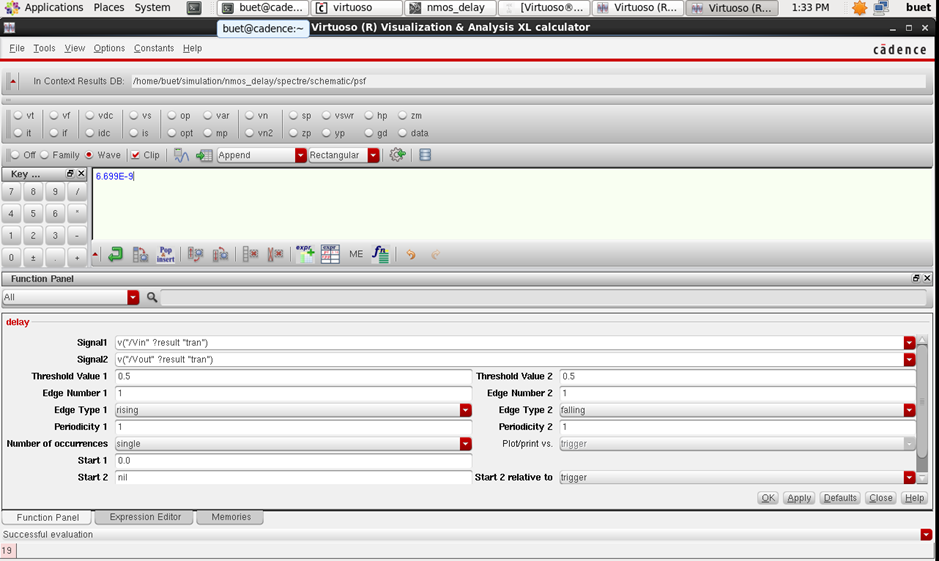 Applications Places System buet@cade... virtuoso nmos_delay [Virtuoso®... Virtuoso (R... Virtuoso (R... 1:33 PM buet
buet@cadence:~
Virtuoso (R) Visualization & Analysis XL calculator
File Tools View Options Constants Help
cādence
In Context Results DB: /home/buet/simulation/nmos_delay/spectre/schematic/psf
vt vf vdc vs op var vn sp vswr hp zm
it if idc is opt mp vn2 zp yp gd data
Off Family Wave Clip Append Rectangular
Key ...
6.699E-9
7 8 9 /
4 5 6 *
1 2 3 -
0 ± . +
Pop insert expr ME fn
Function Panel
All
delay
Signal1 v("/Vin" ?result "tran")
Signal2 v("/Vout" ?result "tran")
Threshold Value 1 0.5 Threshold Value 2 0.5
Edge Number 1 1 Edge Number 2 1
Edge Type 1 rising Edge Type 2 falling
Periodicity 1 1 Periodicity 2 1
Number of occurrences single Plot/print vs. trigger
Start 1 0.0
Start 2 nil Start 2 relative to trigger
OK Apply Defaults Close Help
Function Panel Expression Editor Memories
Successful evaluation
19